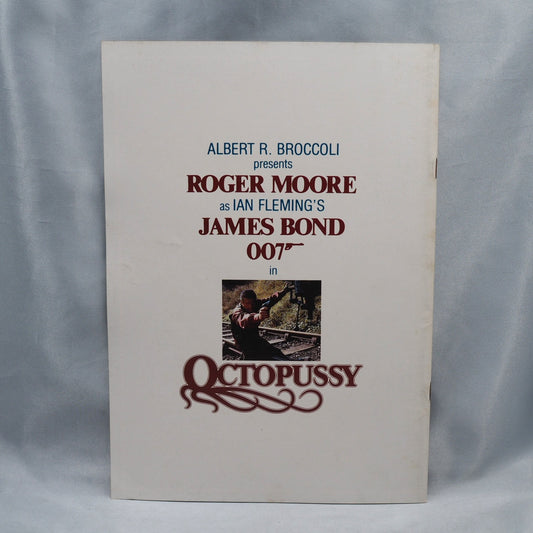 ALBERT R. BROCCOLI
presents
ROGER MOORE
as IAN FLEMING'S
JAMES BOND
007
in
OCTOPUSSY